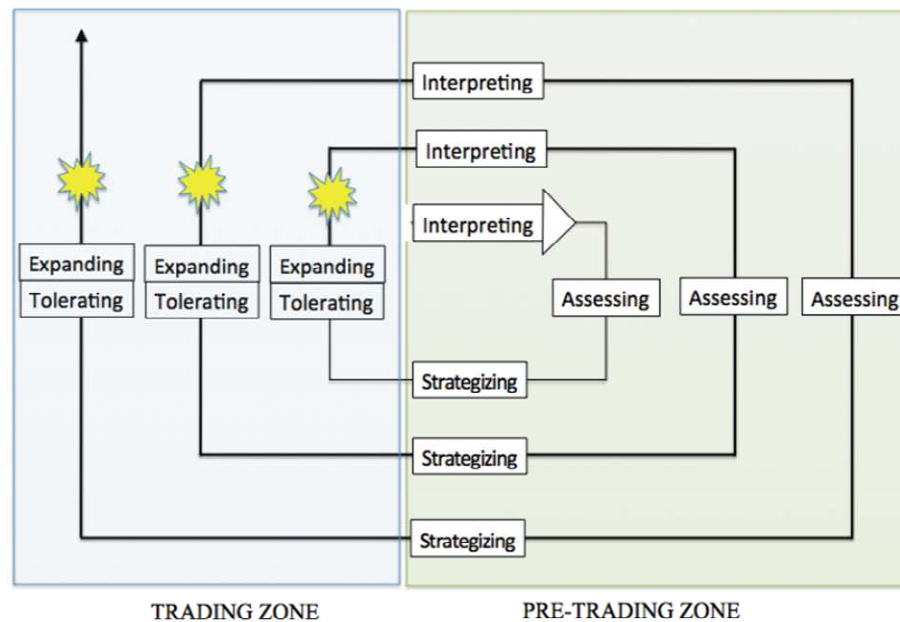 Interpreting
Interpreting
Interpreting
Expanding
Expanding
Expanding
Tolerating
Tolerating
Tolerating
Assessing
Assessing
Assessing
Strategizing
Strategizing
Strategizing
TRADING ZONE
PRE-TRADING ZONE